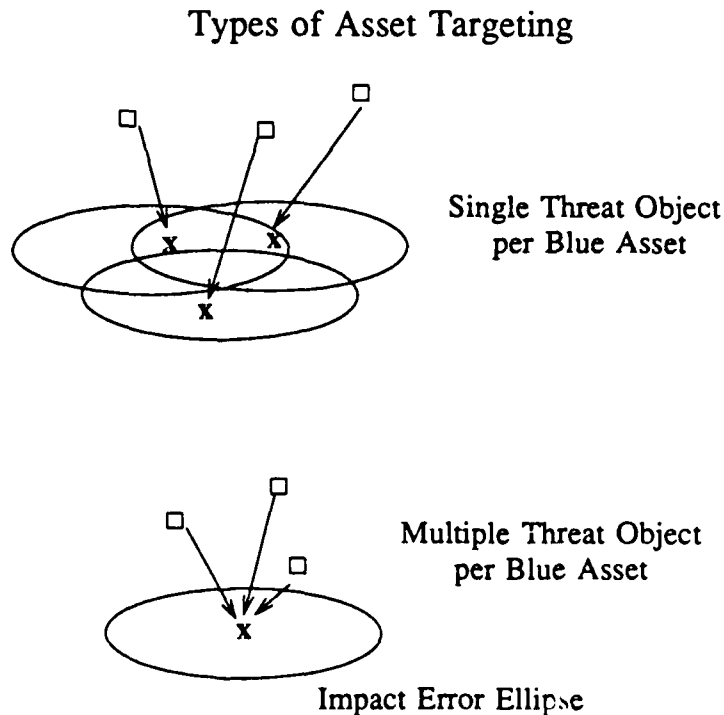 Types of Asset Targeting
Single Threat Object
per Blue Asset
x
x
x
Multiple Threat Object
per Blue Asset
x
Impact Error Ellipse